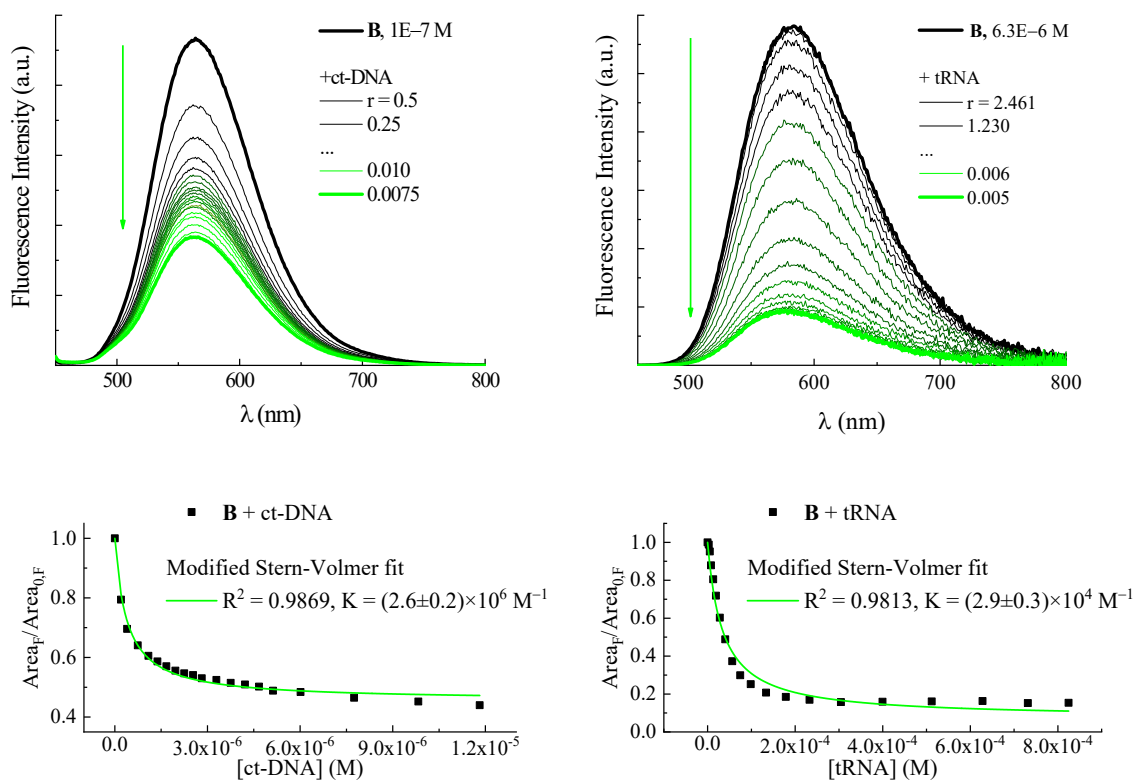 B, 1E–7 M
+ct-DNA
r = 0.5
0.25
...
0.010
0.0075
Fluorescence Intensity (a.u.)
500 600 700 800
λ (nm)
B, 6.3E–6 M
+ tRNA
r = 2.461
1.230
...
0.006
0.005
Fluorescence Intensity (a.u.)
500 600 700 800
λ (nm)
B + ct-DNA
Modified Stern-Volmer fit
R² = 0.9869, K = (2.6±0.2)×10⁶ M⁻¹
Area_F/Area_{0,F}
1.0
0.8
0.6
0.4
0.0 3.0x10⁻⁶ 6.0x10⁻⁶ 9.0x10⁻⁶ 1.2x10⁻⁵
[ct-DNA] (M)
B + tRNA
Modified Stern-Volmer fit
R² = 0.9813, K = (2.9±0.3)×10⁴ M⁻¹
Area_F/Area_{0,F}
1.0
0.8
0.6
0.4
0.2
0.0
0.0 2.0x10⁻⁴ 4.0x10⁻⁴ 6.0x10⁻⁴ 8.0x10⁻⁴
[tRNA] (M)